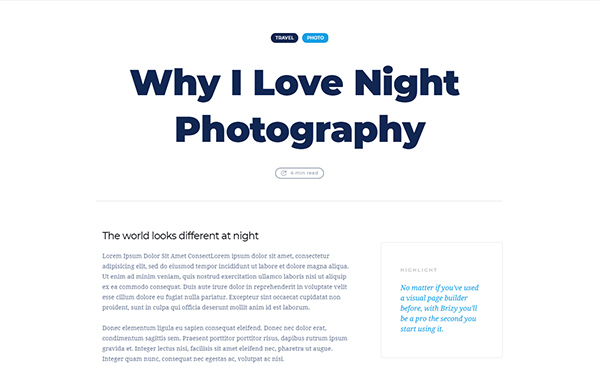 TRAVEL PHOTO
Why I Love Night
Photography
4 min read
The world looks different at night
Lorem Ipsum Dolor Sit Amet ConsectLorem ipsum dolor sit amet, consectetur
adipisicing elit, sed do eiusmod tempor incididunt ut labore et dolore magna aliqua.
Ut enim ad minim veniam, quis nostrud exercitation ullamco laboris nisi ut aliquip
ex ea commodo consequat. Duis aute irure dolor in reprehenderit in voluptate velit
esse cillum dolore eu fugiat nulla pariatur. Excepteur sint occaecat cupidatat non
proident, sunt in culpa qui officia deserunt mollit anim id est laborum.
Donec elementum ligula eu sapien consequat eleifend. Donec nec dolor erat,
condimentum sagittis sem. Praesent porttitor porttitor risus, dapibus rutrum ipsum
gravida et. Integer lectus nisi, facilisis sit amet eleifend nec, pharetra ut augue.
Integer quam nunc, consequat nec egestas ac, volutpat ac nisi.
HIGHLIGHT
No matter if you've used
a visual page builder
before, with Brizy you'll
be a pro the second you
start using it.